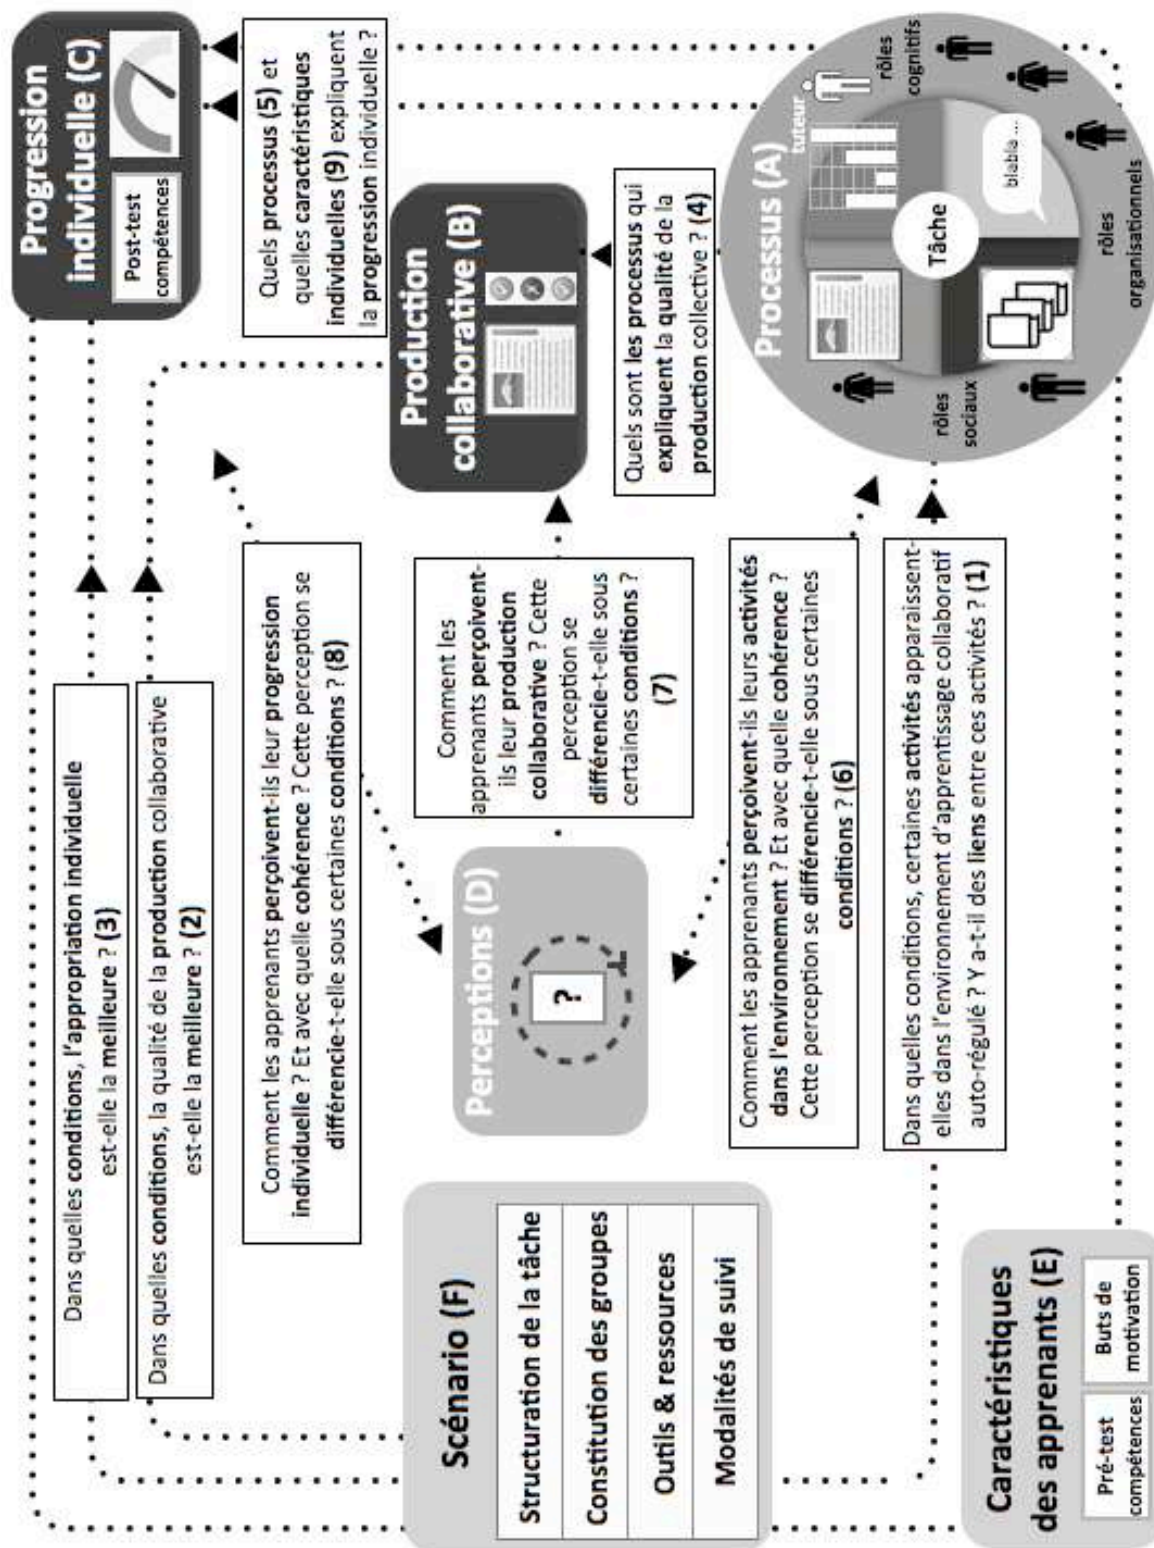 Dans quelles conditions, l'appropriation individuelle
est-elle la meilleure ? (3)
Dans quelles conditions, la qualité de la production collaborative
est-elle la meilleure ? (2)
Progression
individuelle (C)
Post-test
compétences
Comment les apprenants perçoivent-ils leur progression
individuelle ? Et avec quelle cohérence ? Cette perception se
différencie-t-elle sous certaines conditions ? (8)
Quels processus (5) et
quelles caractéristiques
individuelles (9) expliquent
la progression individuelle ?
Scénario (F)
Structuration de la tâche
Constitution des groupes
Outils & ressources
Modalités de suivi
Perceptions (D)
?
Comment les
apprenants perçoivent-
ils leur production
collaborative ? Cette
perception se
différencie-t-elle sous
certaines conditions ?
(7)
Production
collaborative (B)
Quels sont les processus qui
expliquent la qualité de la
production collective ? (4)
Comment les apprenants perçoivent-ils leurs activités
dans l'environnement ? Et avec quelle cohérence ?
Cette perception se différencie-t-elle sous certaines
conditions ? (6)
Dans quelles conditions, certaines activités apparaissent-
elles dans l'environnement d'apprentissage collaboratif
auto-régulé ? Y a-t-il des liens entre ces activités ? (1)
Processus (A)
tuteur
Tâche
blabla ...
rôles
cognitifs
rôles
sociaux
rôles
organisationnels
Caractéristiques
des apprenants (E)
Pré-test
compétences
Buts de
motivation